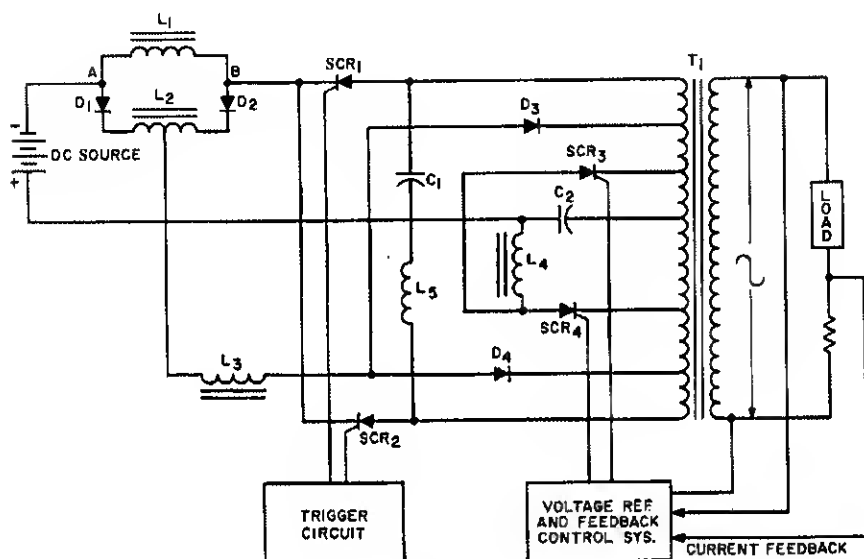 L1
A
B
SCR1
T1
D1
L2
D2
D3
-
DC SOURCE
+
SCR3
C1
C2
LOAD
L4
L5
SCR4
L3
D4
SCR2
TRIGGER
CIRCUIT
VOLTAGE REF
AND FEEDBACK
CONTROL SYS.
CURRENT FEEDBACK